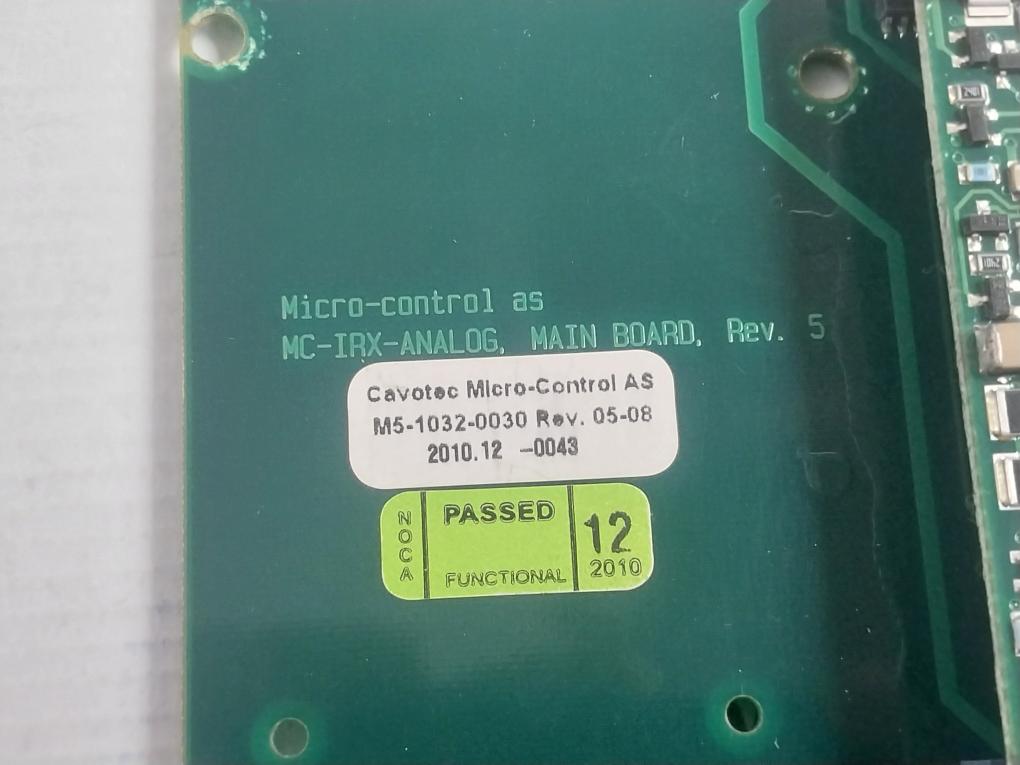 Micro-control as
MC-IRX-ANALOG, MAIN BOARD, Rev. 5
Cavotec Micro-Control AS
M5-1032-0030 Rev. 05-08
2010.12 -0043
NOCA
PASSED
FUNCTIONAL
12
2010